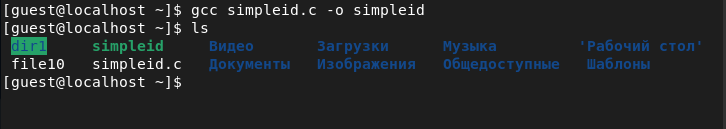 [guest@localhost ~]$ gcc simpleid.c -o simpleid
[guest@localhost ~]$ ls
dir1 simpleid Видео Загрузки Музыка 'Рабочий стол'
file10 simpleid.c Документы Изображения Общедоступные Шаблоны
[guest@localhost ~]$